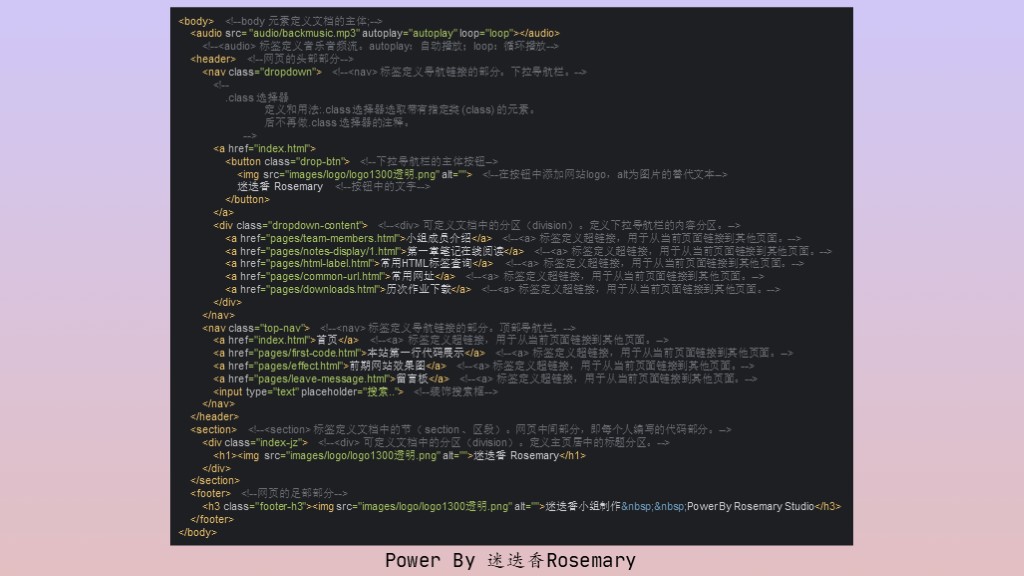 <body>  <!--body 元素定义文档的主体;-->
<audio src="audio/backmusic.mp3" autoplay="autoplay" loop="loop"></audio>
<!--<audio> 标签定义音乐音频流。autoplay：自动播放；loop：循环播放-->
<header>  <!--网页的头部部分-->
<nav class="dropdown">  <!--<nav> 标签定义导航链接的部分。下拉导航栏。-->
<!--
.class 选择器
定义和用法:.class 选择器选取带有指定类 (class) 的元素。
后不再做.class 选择器的注释。
-->
<a href="index.html">
<button class="drop-btn">  <!--下拉导航栏的主体按钮-->
<img src="images/logo/logo1300透明.png" alt="">  <!--在按钮中添加网站logo，alt为图片的替代文本-->
迷迭香 Rosemary  <!--按钮中的文字-->
</button>
</a>
<div class="dropdown-content">  <!--<div> 可定义文档中的分区（division）。定义下拉导航栏的内容分区。-->
<a href="pages/team-members.html">小组成员介绍</a>  <!--<a> 标签定义超链接，用于从当前页面链接到其他页面。-->
<a href="pages/notes-display/1.html">第一章笔记在线阅读</a>  <!--<a> 标签定义超链接，用于从当前页面链接到其他页面。-->
<a href="pages/html-label.html">常用HTML标签查询</a>  <!--<a> 标签定义超链接，用于从当前页面链接到其他页面。-->
<a href="pages/common-url.html">常用网址</a>  <!--<a> 标签定义超链接，用于从当前页面链接到其他页面。-->
<a href="pages/downloads.html">历次作业下载</a>  <!--<a> 标签定义超链接，用于从当前页面链接到其他页面。-->
</div>
</nav>
<nav class="top-nav">  <!--<nav> 标签定义导航链接的部分。顶部导航栏。-->
<a href="index.html">首页</a>  <!--<a> 标签定义超链接，用于从当前页面链接到其他页面。-->
<a href="pages/first-code.html">本站第一行代码展示</a>  <!--<a> 标签定义超链接，用于从当前页面链接到其他页面。-->
<a href="pages/effect.html">前期网站效果图</a>  <!--<a> 标签定义超链接，用于从当前页面链接到其他页面。-->
<a href="pages/leave-message.html">留言板</a>  <!--<a> 标签定义超链接，用于从当前页面链接到其他页面。-->
<input type="text" placeholder="搜索..">  <!--装饰搜索框-->
</nav>
</header>
<section>  <!--<section> 标签定义文档中的节（ section 、区段）。网页中间部分，即每个人编写的代码部分。-->
<div class="index-jz">  <!--<div> 可定义文档中的分区（division）。定义主页居中的标题分区。-->
<h1><img src="images/logo/logo1300透明.png" alt="">迷迭香 Rosemary</h1>
</div>
</section>
<footer>  <!--网页的足部部分-->
<h3 class="footer-h3"><img src="images/logo/logo1300透明.png" alt="">迷迭香小组制作&nbsp;&nbsp;PowerBy Rosemary Studio</h3>
</footer>
</body>
Power By 迷迭香Rosemary